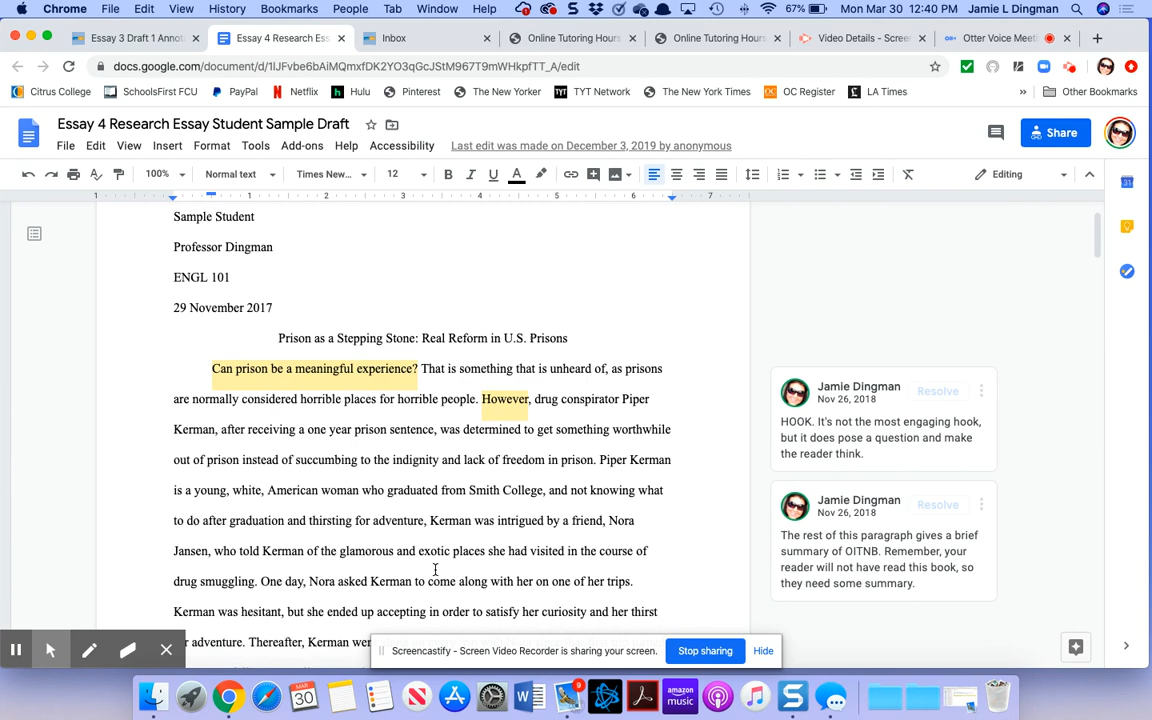 Chrome File Edit View History Bookmarks People Tab Window Help 67% Mon Mar 30 12:40 PM Jamie L Dingman
Essay 3 Draft 1 Annot Essay 4 Research Ess Inbox Online Tutoring Hours Online Tutoring Hours Video Details - Scree Otter Voice Meeti
docs.google.com/document/d/1IJFvbe6bAiMQmxfDK2YO3qGcJStM967T9mWHkpfTT_A/edit
Citrus College SchoolsFirst FCU PayPal Netflix Hulu Pinterest The New Yorker TYT Network The New York Times OC Register LA Times » Other Bookmarks
Essay 4 Research Essay Student Sample Draft
Share
File Edit View Insert Format Tools Add-ons Help Accessibility Last edit was made on December 3, 2019 by anonymous
100% Normal text Times New... 12 B I U A Editing
1 1 2 3 4 5 6 7
Sample Student
Professor Dingman
ENGL 101
29 November 2017
Prison as a Stepping Stone: Real Reform in U.S. Prisons
Can prison be a meaningful experience? That is something that is unheard of, as prisons
are normally considered horrible places for horrible people. However, drug conspirator Piper
Kerman, after receiving a one year prison sentence, was determined to get something worthwhile
out of prison instead of succumbing to the indignity and lack of freedom in prison. Piper Kerman
is a young, white, American woman who graduated from Smith College, and not knowing what
to do after graduation and thirsting for adventure, Kerman was intrigued by a friend, Nora
Jansen, who told Kerman of the glamorous and exotic places she had visited in the course of
drug smuggling. One day, Nora asked Kerman to come along with her on one of her trips.
Kerman was hesitant, but she ended up accepting in order to satisfy her curiosity and her thirst
adventure. Thereafter, Kerman wer
Jamie Dingman
Resolve
Nov 26, 2018
HOOK. It's not the most engaging hook,
but it does pose a question and make
the reader think.
Jamie Dingman
Resolve
Nov 26, 2018
The rest of this paragraph gives a brief
summary of OITNB. Remember, your
reader will not have read this book, so
they need some summary.
Screencastify - Screen Video Recorder is sharing your screen. Stop sharing Hide
MAR
30
9
amazon
music